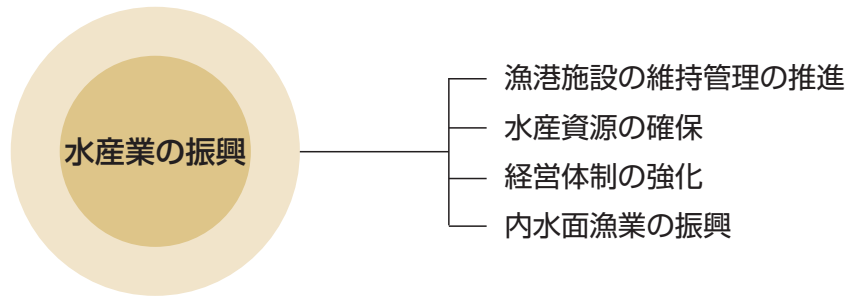 水産業の振興
漁港施設の維持管理の推進
水産資源の確保
経営体制の強化
内水面漁業の振興